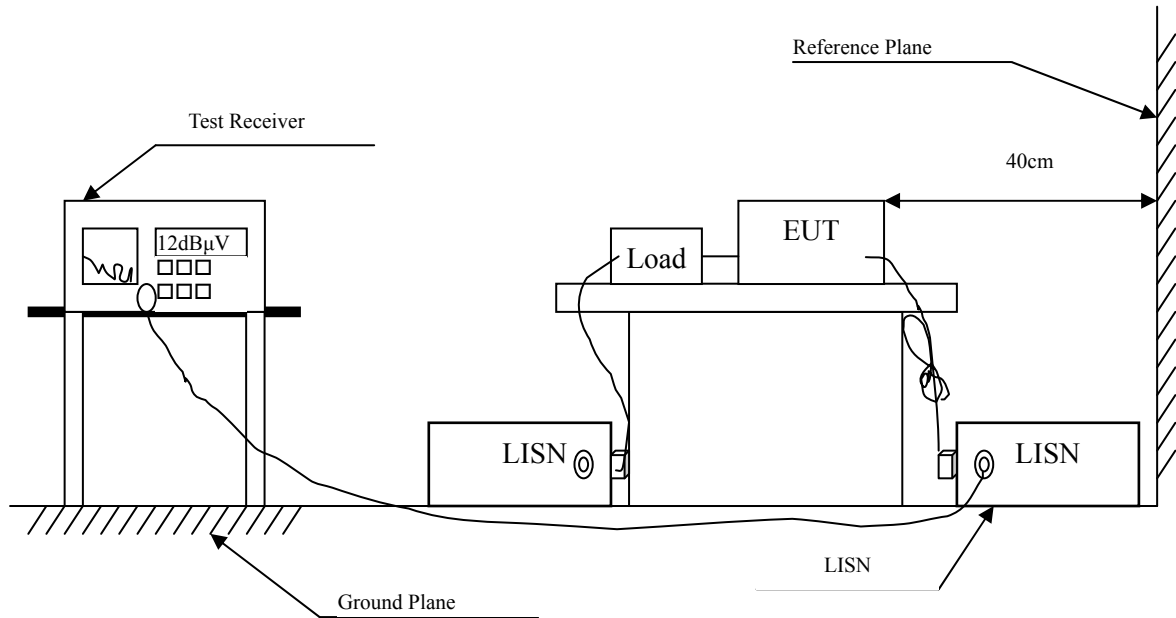 Reference Plane
Test Receiver
40cm
12dBμV
EUT
Load
LISN
LISN
LISN
Ground Plane